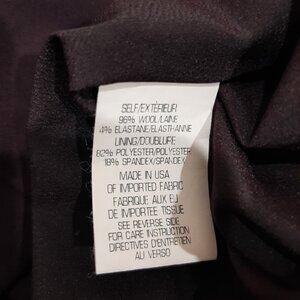 SELF/EXTÉRIEUR
96% WOOL/LAINE
4% ELASTANE/ELASTHANNE
LINING/DOUBLURE
82% POLYESTER/POLYESTER
18% SPANDEX/SPANDEX
MADE IN USA
OF IMPORTED FABRIC
FABRIQUE AUX EU
DE IMPORTEE TISSUE
SEE REVERSE SIDE
FOR CARE INSTRUCTION
DIRECTIVES D'ENTRETIEN
AU VERSO